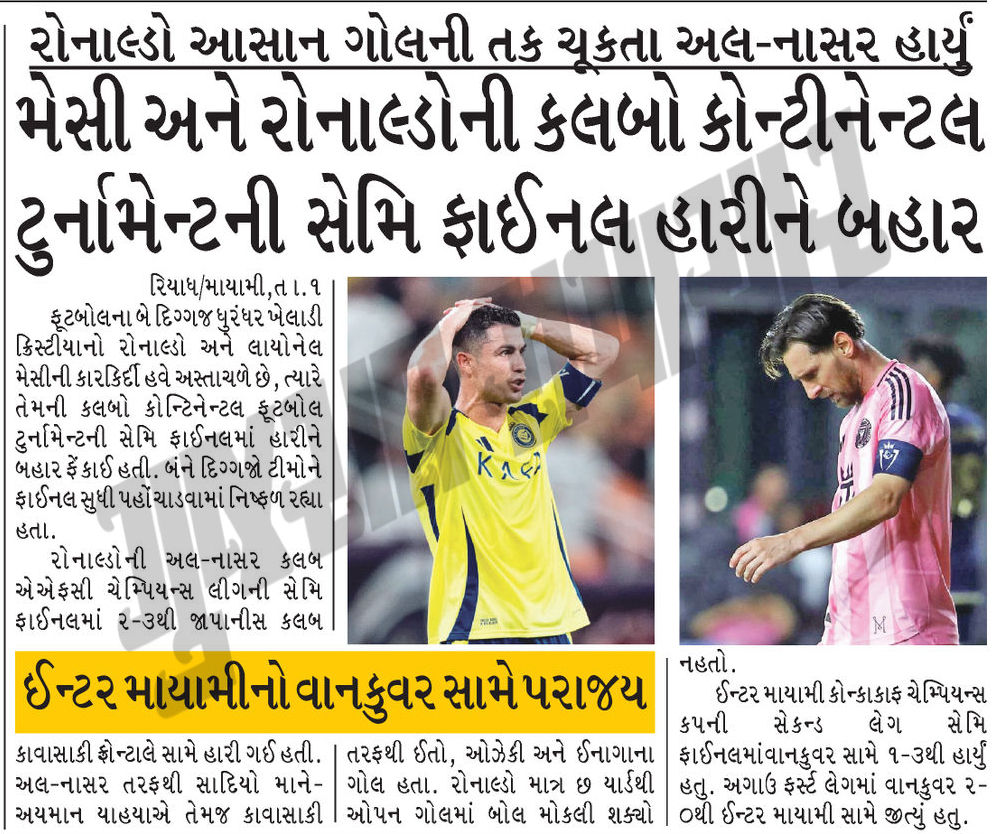 રોનાલ્ડો આસાન ગોલની તક ચૂકતા અલ-નાસર હાર્યું
મેસી અને રોનાલ્ડોની કલબો કોન્ટીનેન્ટલ
ટુર્નામેન્ટની સેમિ ફાઈનલ હારીને બહાર
રિયાધ/માયામી,તા.૧
ફૂટબોલના બે દિગ્ગજ ધુરંધર ખેલાડી
ક્રિસ્ટીયાનો રોનાલ્ડો અને લાયોનેલ
મેસીની કારકિર્દી હવે અસ્તાચળે છે, ત્યારે
તેમની કલબો કોન્ટિનેન્ટલ ફૂટબોલ
ટુર્નામેન્ટની સેમિ ફાઈનલમાં હારીને
બહાર ફેંકાઈ હતી. બંને દિગ્ગજો ટીમોને
ફાઈનલ સુધી પહોંચાડવામાં નિષ્ફળ રહ્યા
હતા.
રોનાલ્ડોની અલ-નાસર કલબ
એએફસી ચેમ્પિયન્સ લીગની સેમિ
ફાઈનલમાં ૨-૩થી જાપાનીસ કલબ
ઈન્ટર માયામીનો વાનકુવર સામે પરાજય
કાવાસાકી ફ્રોન્ટાલે સામે હારી ગઈ હતી.
અલ-નાસર તરફથી સાદિયો માને-
અયમાન યાહયાએ તેમજ કાવાસાકી
તરફથી ઈતો, ઓઝેકી અને ઈનાગાના
ગોલ હતા. રોનાલ્ડો માત્ર છ યાર્ડથી
ઓપન ગોલમાં બોલ મોકલી શક્યો
નહતો.
ઈન્ટર માયામી કોન્કાકાફ ચેમ્પિયન્સ
કપની સેકન્ડ લેગ સેમિ
ફાઈનલમાં વાનકુવર સામે ૧-૩થી હાર્યું
હતુ. અગાઉ ફર્સ્ટ લેગમાં વાનકુવર ૨-
૦થી ઈન્ટર માયામી સામે જીત્યું હતુ.
ગુજરાત સમાચાર